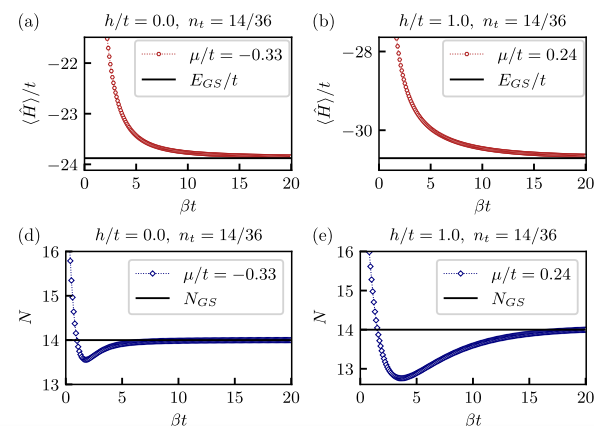 (a) h/t = 0.0, n_t = 14/36
⟨Ĥ⟩/t
−22
−23
−24
μ/t = −0.33
E_GS/t
0 5 10 15 20
βt
(b) h/t = 1.0, n_t = 14/36
⟨Ĥ⟩/t
−28
−30
μ/t = 0.24
E_GS/t
0 5 10 15 20
βt
(d) h/t = 0.0, n_t = 14/36
N
16
15
14
13
μ/t = −0.33
N_GS
0 5 10 15 20
βt
(e) h/t = 1.0, n_t = 14/36
N
16
15
14
13
μ/t = 0.24
N_GS
0 5 10 15 20
βt